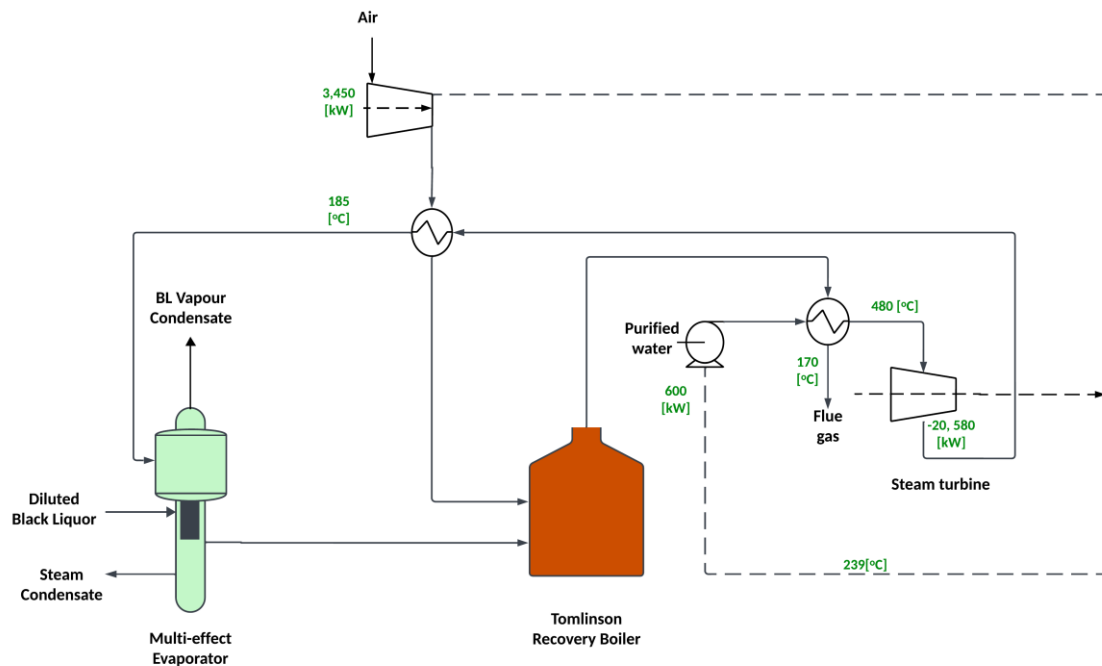 Air
3,450
[kW]
185
[ºC]
BL Vapour
Condensate
Purified
water
480 [ºC]
170
[ºC]
600
[kW]
Flue
gas
-20, 580
[kW]
Steam turbine
Diluted
Black Liquor
Steam
Condensate
239[ºC]
Multi-effect
Evaporator
Tomlinson
Recovery Boiler